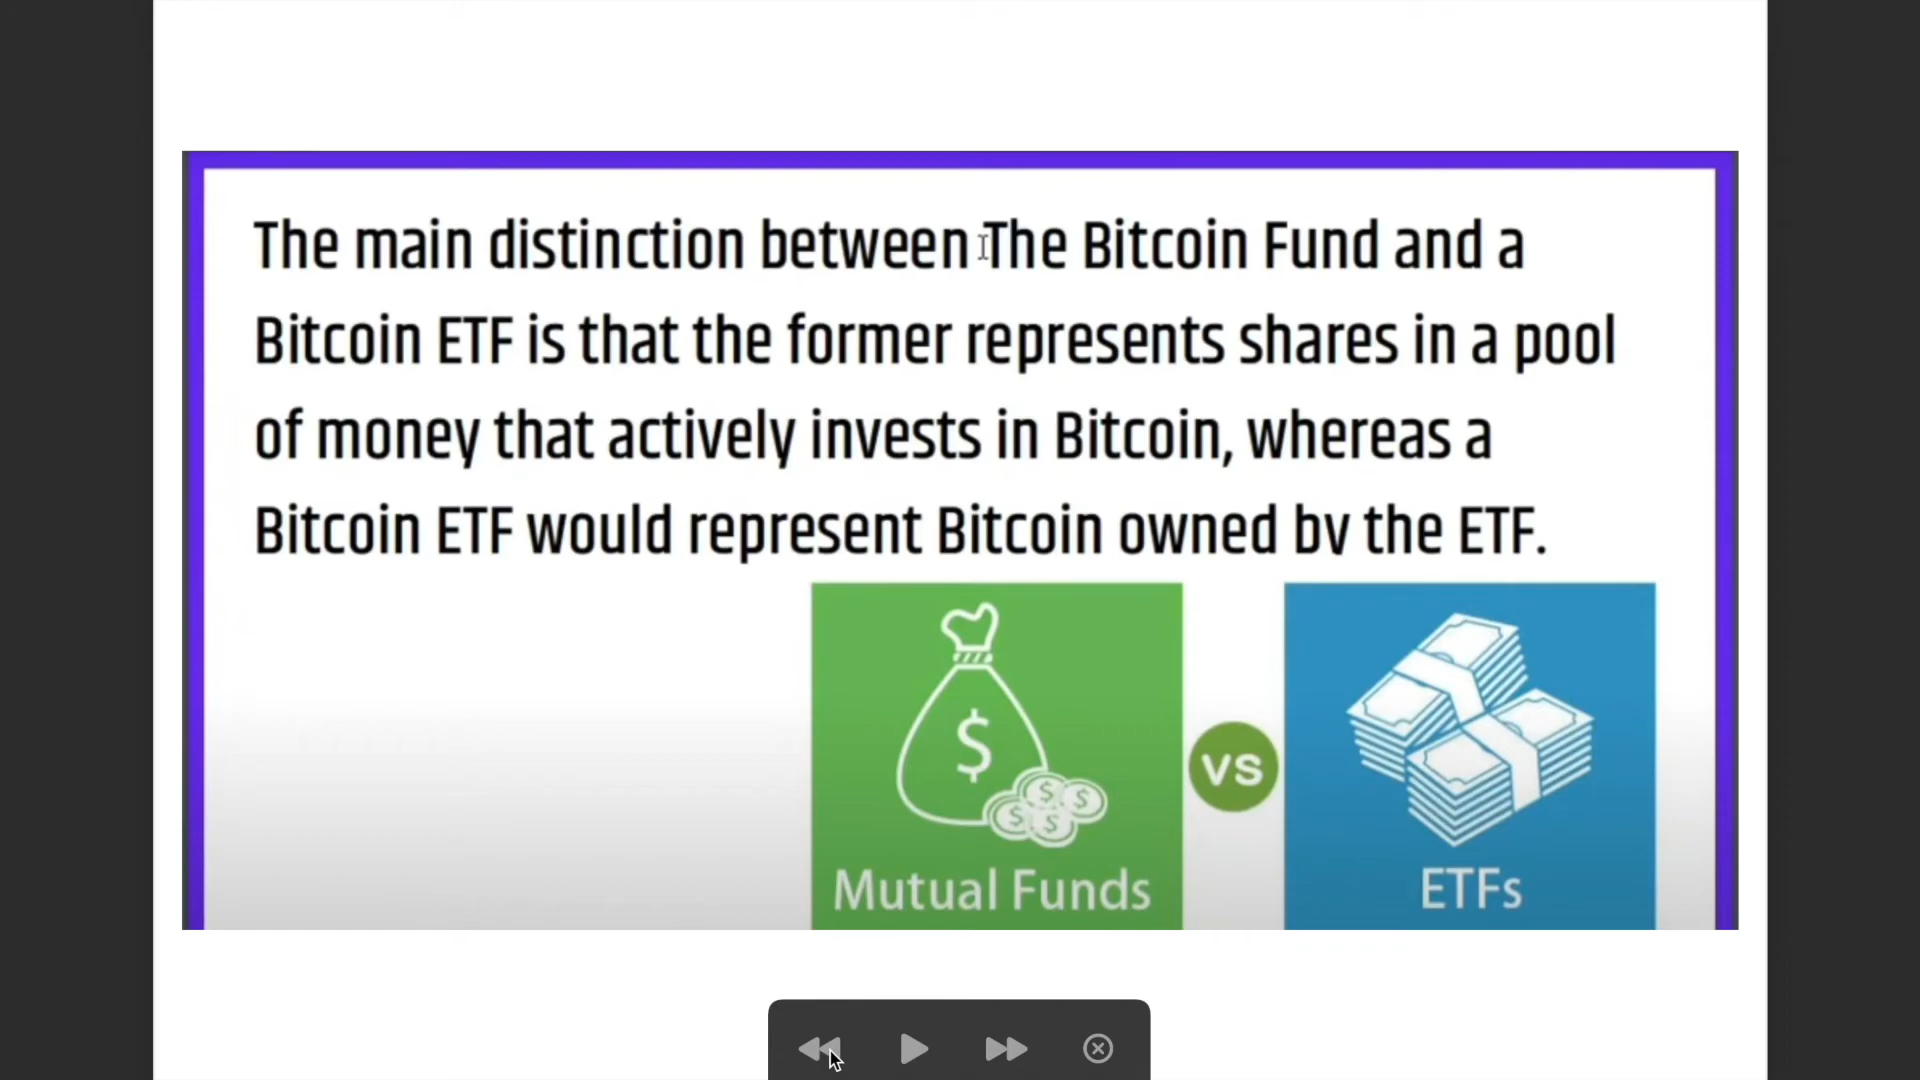 The main distinction between The Bitcoin Fund and a
Bitcoin ETF is that the former represents shares in a pool
of money that actively invests in Bitcoin, whereas a
Bitcoin ETF would represent Bitcoin owned by the ETF.
$
$ $ $ $
VS
Mutual Funds
ETFs